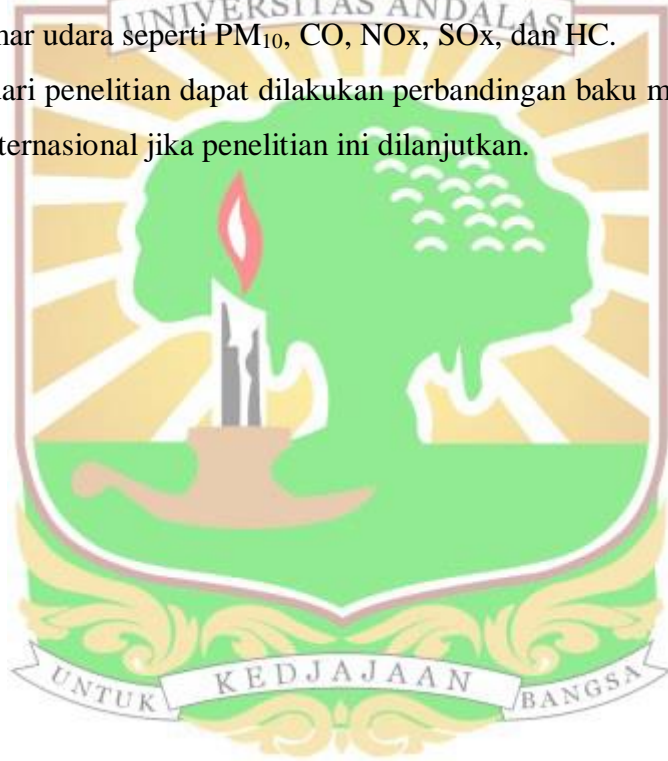 UNIVERSITAS ANDALAS
nar udara seperti PM₁₀, CO, NOx, SOx, dan HC.
ari penelitian dapat dilakukan perbandingan baku m
ternasional jika penelitian ini dilanjutkan.
UNTUK KEDJAJAAN BANGSA